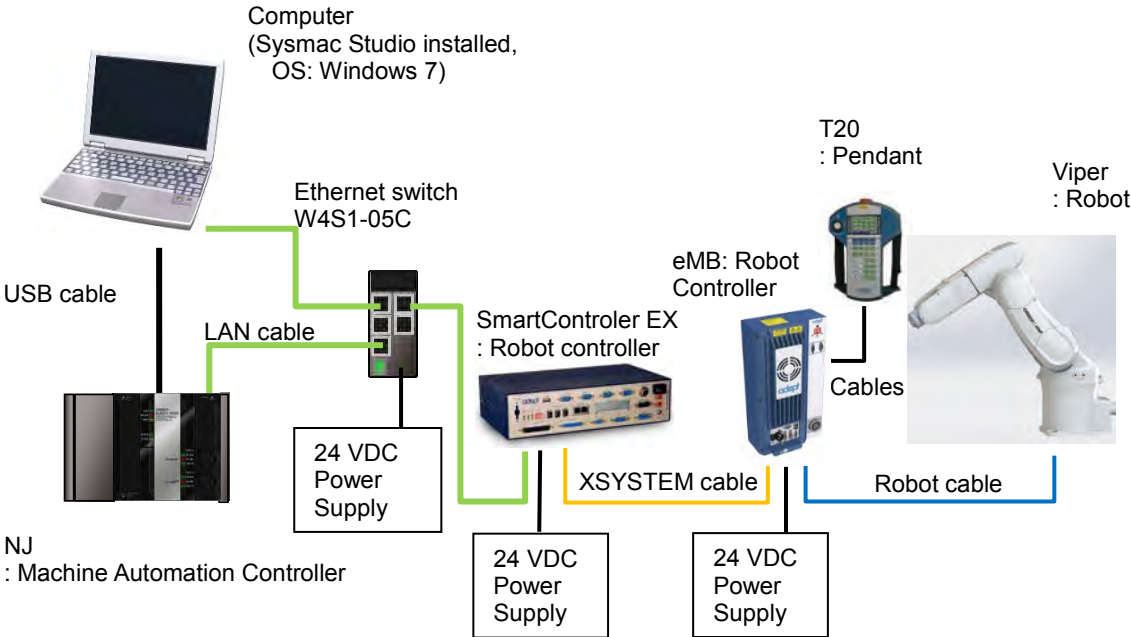 Computer
(Sysmac Studio installed,
OS: Windows 7)
T20
: Pendant
Viper
: Robot
Ethernet switch
W4S1-05C
eMB: Robot
Controller
USB cable
LAN cable
SmartControler EX
: Robot controller
Cables
adept
adept
24 VDC
Power
Supply
XSYSTEM cable
Robot cable
NJ
: Machine Automation Controller
24 VDC
Power
Supply
24 VDC
Power
Supply